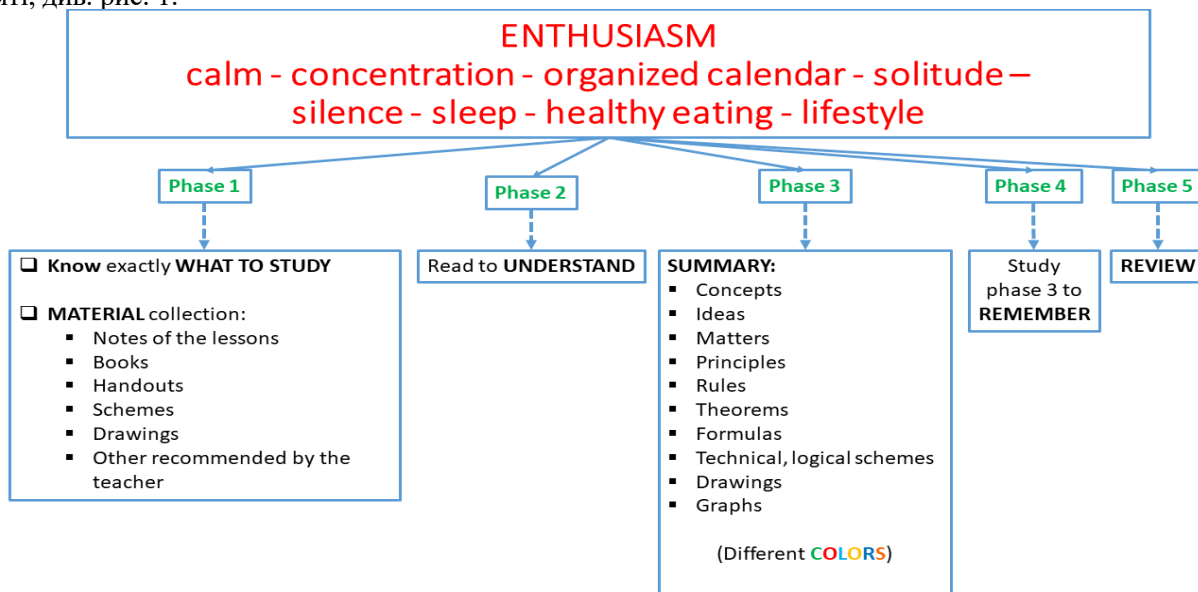 див. рис. 1.
ENTHUSIASM
calm - concentration - organized calendar - solitude –
silence - sleep - healthy eating - lifestyle
Phase 1
Phase 2
Phase 3
Phase 4
Phase 5
❑ Know exactly WHAT TO STUDY
❑ MATERIAL collection:
▪ Notes of the lessons
▪ Books
▪ Handouts
▪ Schemes
▪ Drawings
▪ Other recommended by the
teacher
Read to UNDERSTAND
SUMMARY:
▪ Concepts
▪ Ideas
▪ Matters
▪ Principles
▪ Rules
▪ Theorems
▪ Formulas
▪ Technical, logical schemes
▪ Drawings
▪ Graphs
(Different COLORS)
Study
phase 3 to
REMEMBER
REVIEW